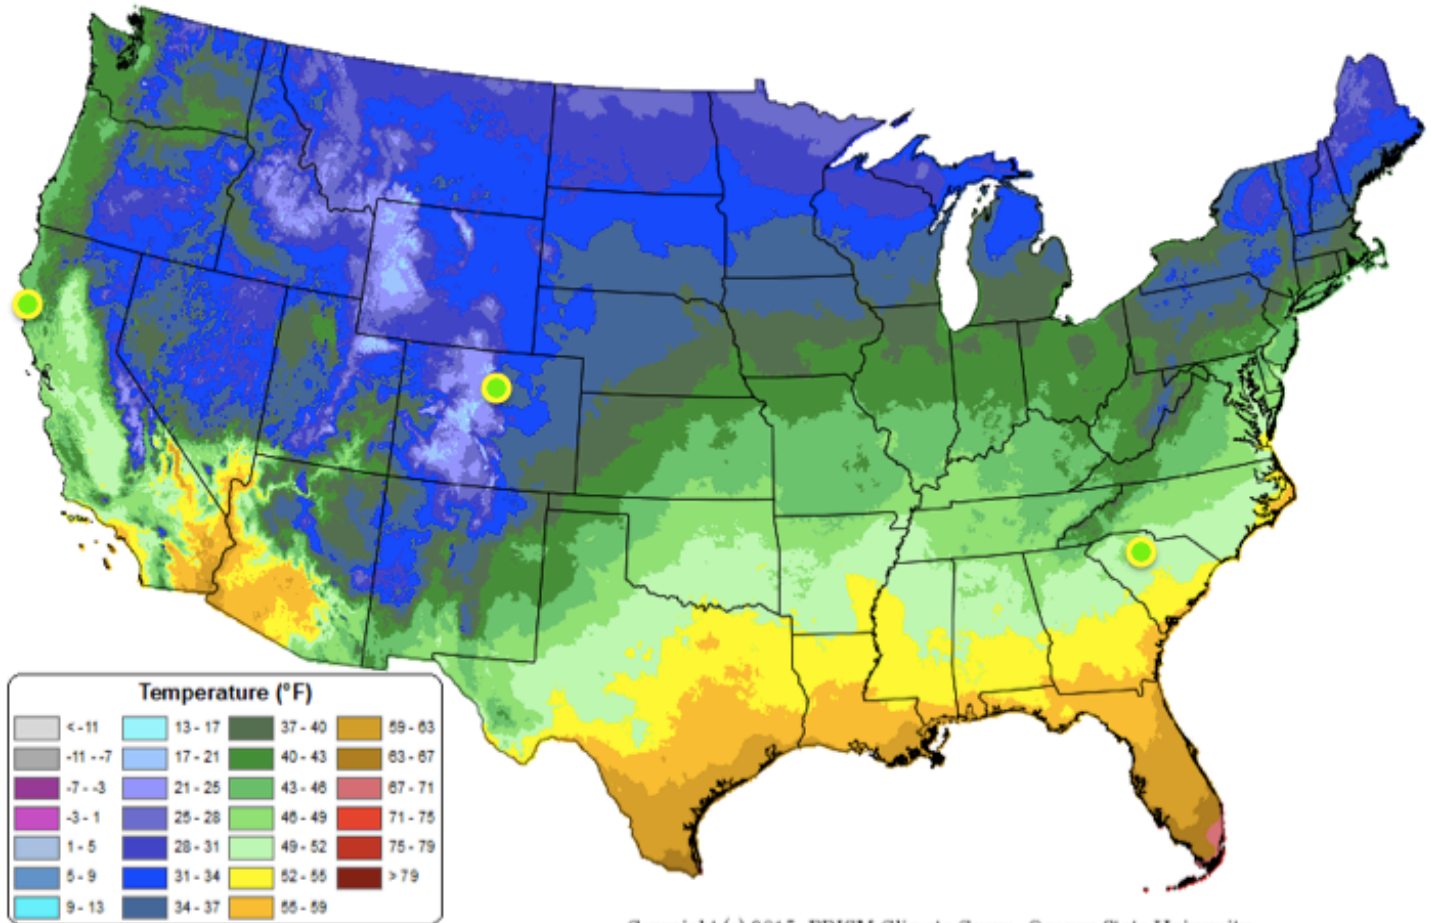 Temperature (°F)
< -11 13 - 17 37 - 40 59 - 63
-11 - -7 17 - 21 40 - 43 63 - 67
-7 - -3 21 - 25 43 - 46 67 - 71
-3 - 1 25 - 28 46 - 49 71 - 75
1 - 5 28 - 31 49 - 52 75 - 79
5 - 9 31 - 34 52 - 55 > 79
9 - 13 34 - 37 55 - 59